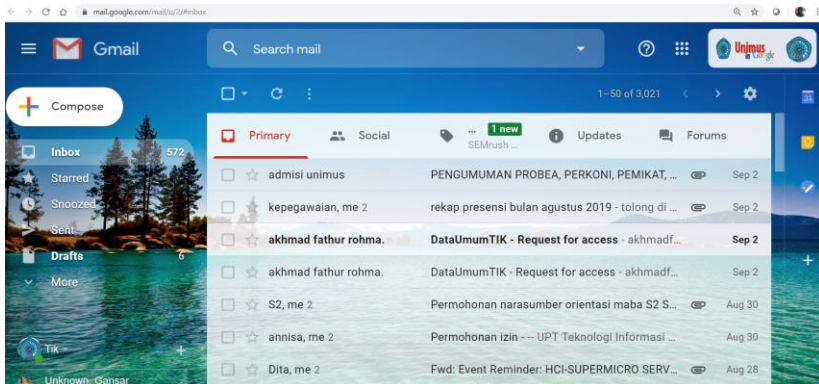 mail.google.com/mail/u/2/#inbox
Gmail
Search mail
Unimus
in Google
Compose
1–50 of 3,021
31
Primary
Social
... 1 new
SEMrush ...
Updates
Forums
Inbox 572
Starred
Snoozed
Sent
Drafts 6
More
Tik
Unknown, Gansar
admisi unimus PENGUMUMAN PROBEA, PERKONI, PEMIKAT, ... Sep 2
kepegawaian, me 2 rekap presensi bulan agustus 2019 - tolong di ... Sep 2
akhmad fathur rohma. DataUmumTIK - Request for access - akhmadf... Sep 2
akhmad fathur rohma. DataUmumTIK - Request for access - akhmadf... Sep 2
S2, me 2 Permohonan narasumber orientasi maba S2 S... Aug 30
annisa, me 2 Permohonan izin - -- UPT Teknologi Informasi ... Aug 30
Dita, me 2 Fwd: Event Reminder: HCI-SUPERMICRO SERV... Aug 28